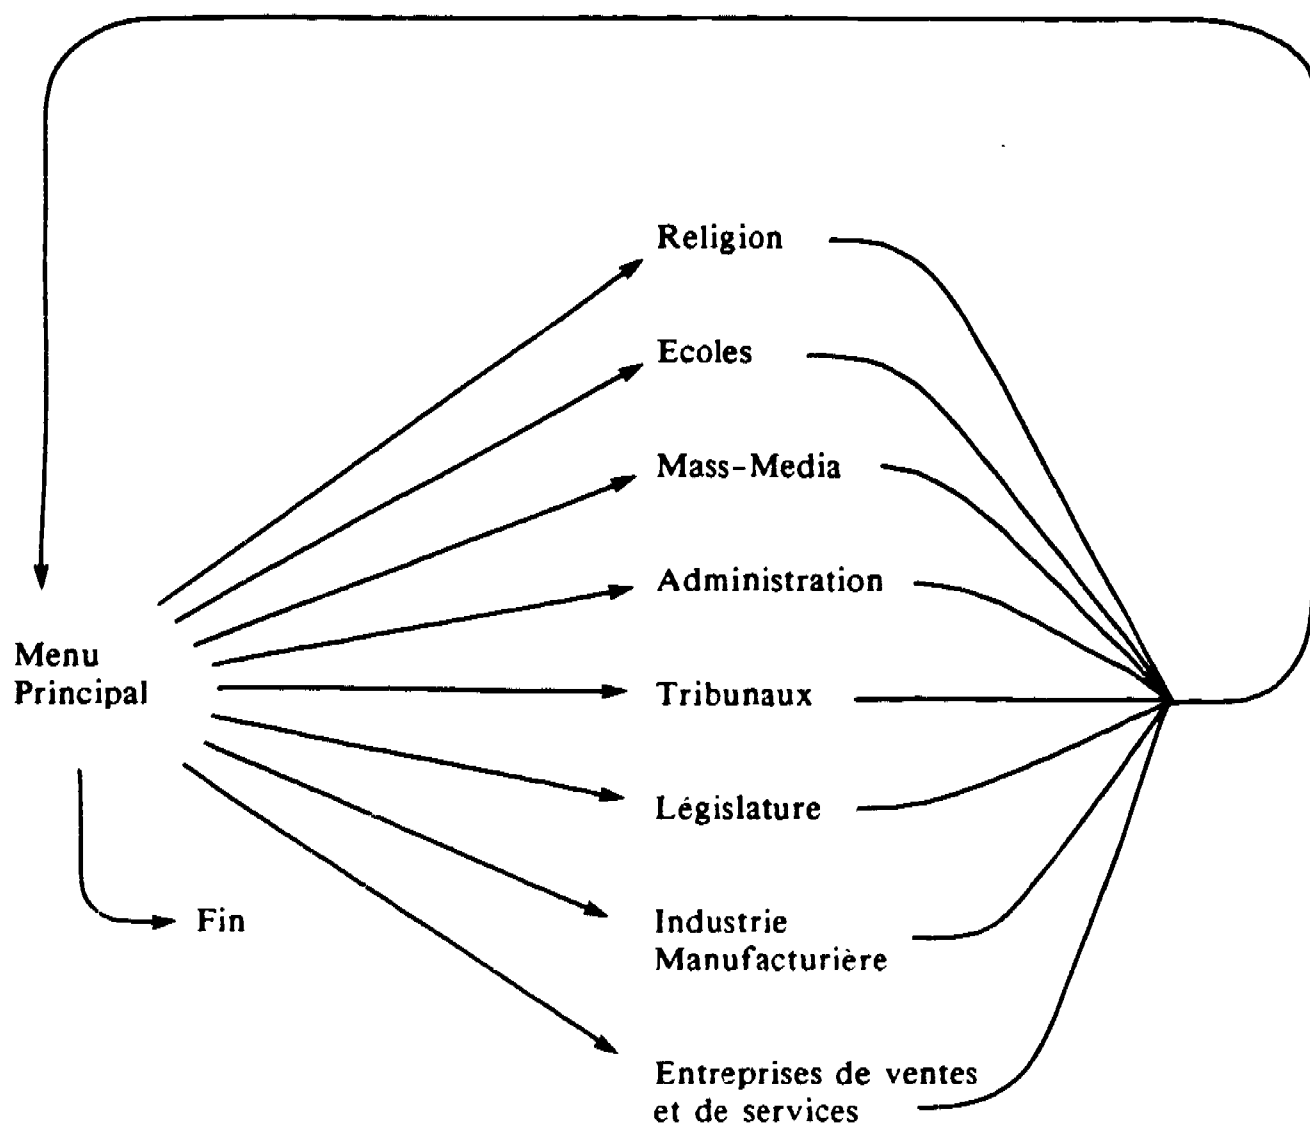 Religion
Ecoles
Mass-Media
Administration
Menu
Principal
Tribunaux
Législature
Fin
Industrie
Manufacturière
Entreprises de ventes
et de services